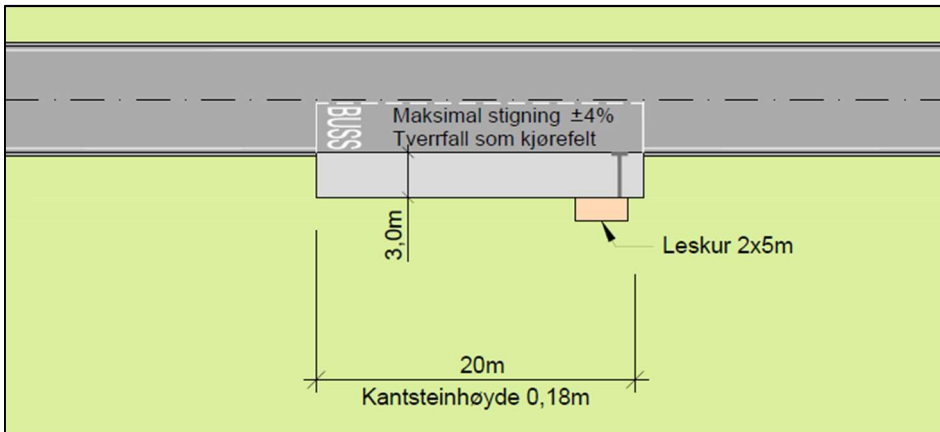 BUSS
Maksimal stigning ±4%
Tverrfall som kjørefelt
3,0m
Leskur 2x5m
20m
Kantsteinhøyde 0,18m